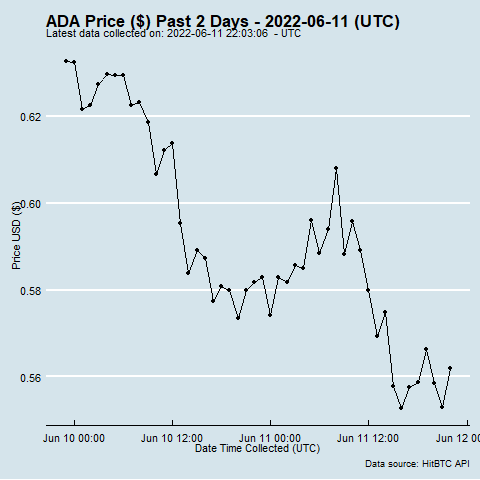 ADA Price ($) Past 2 Days - 2022-06-11 (UTC)
Latest data collected on: 2022-06-11 22:03:06 - UTC
0.62
0.60
0.58
0.56
Price USD ($)
Jun 10 00:00 Jun 10 12:00 Jun 11 00:00 Jun 11 12:00 Jun 12 00
Date Time Collected (UTC)
Data source: HitBTC API